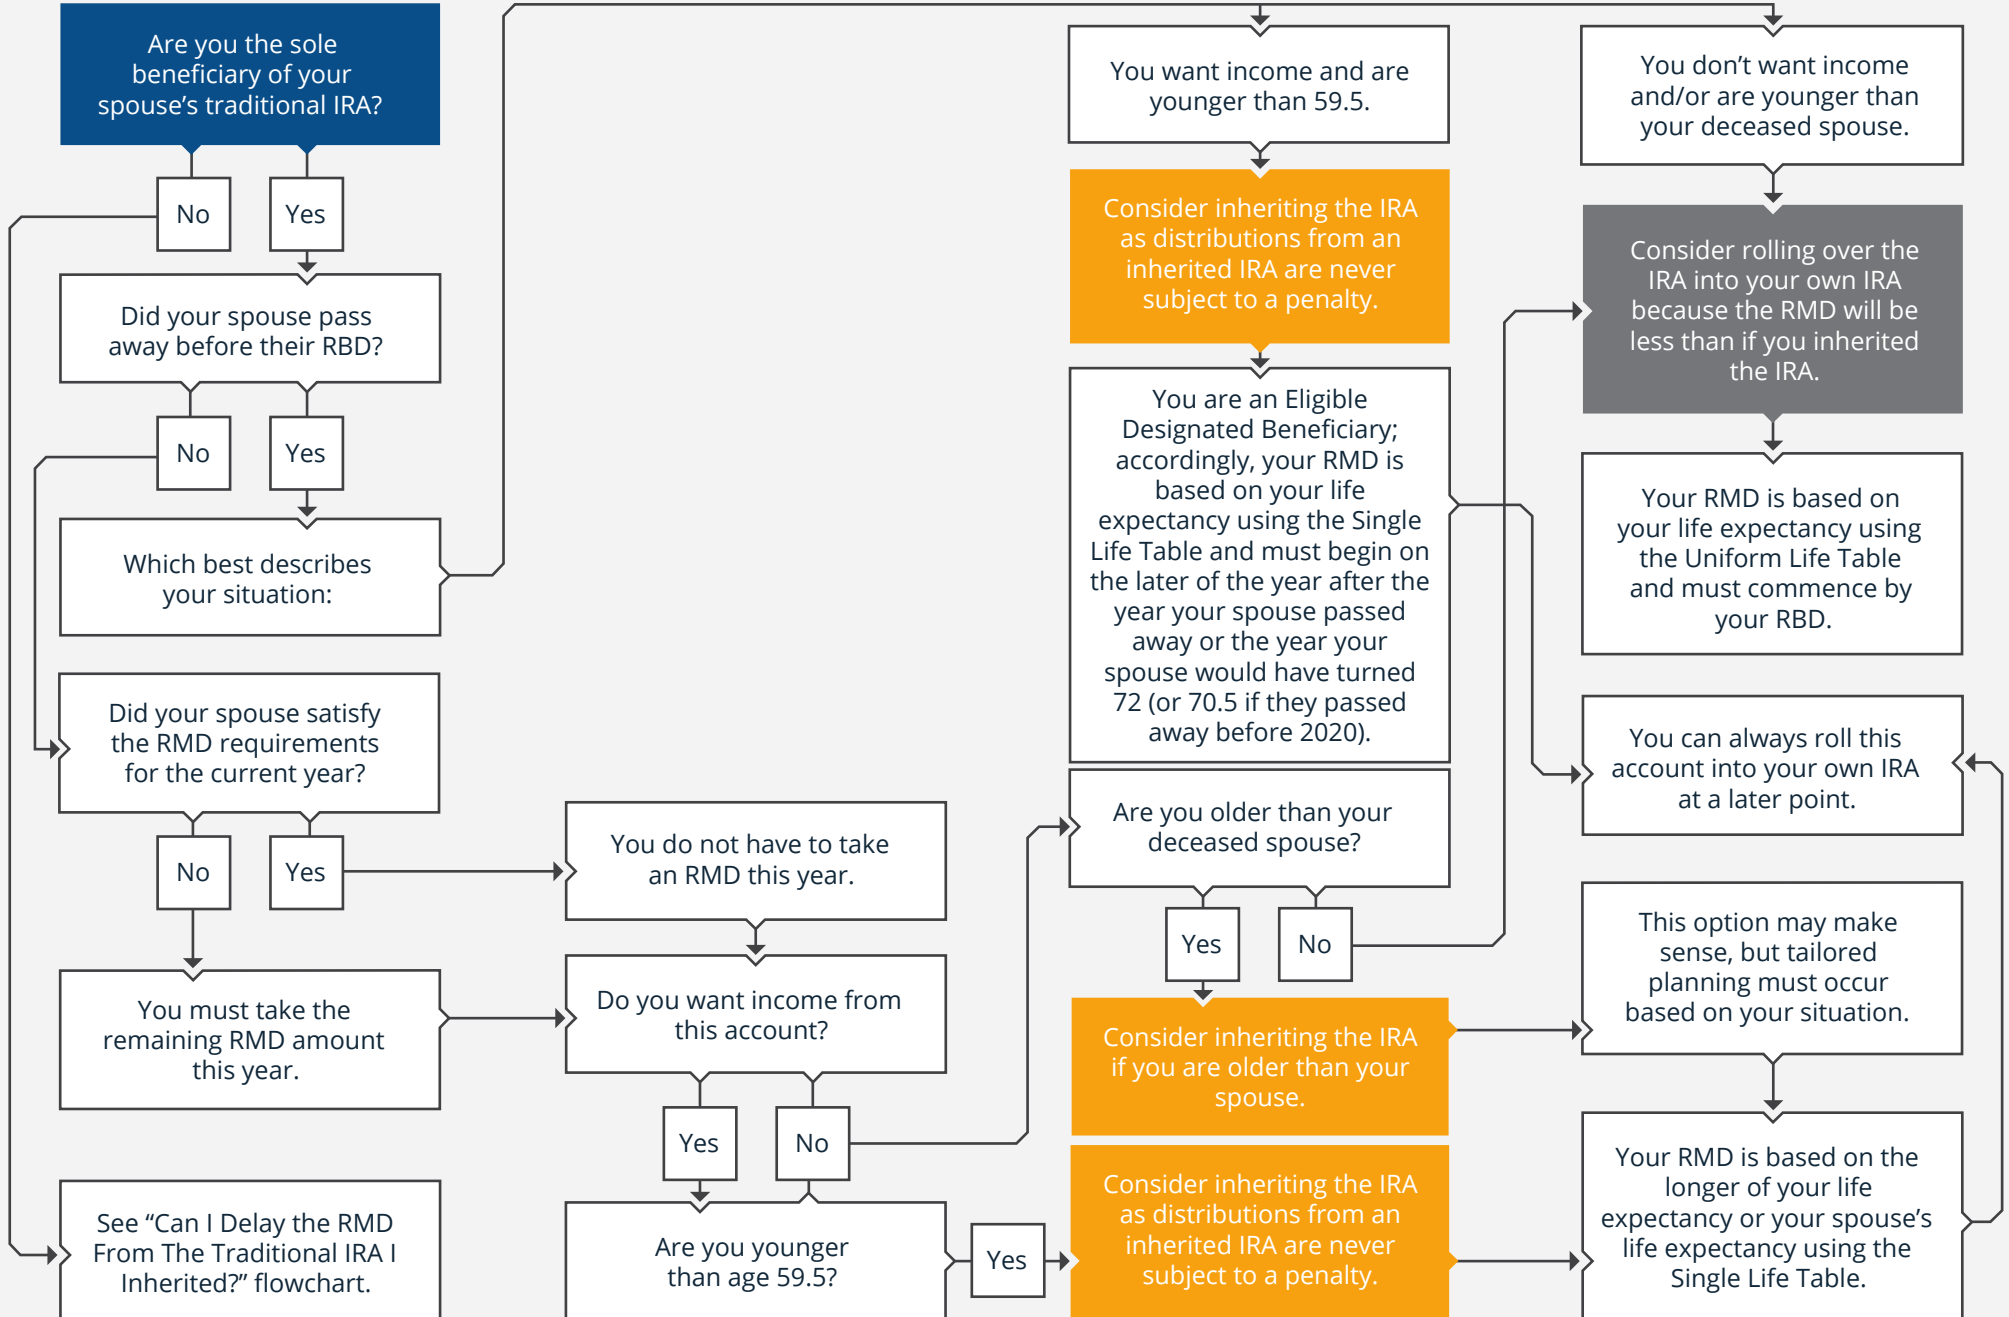 Are you the sole
beneficiary of your
spouse’s traditional IRA?
No
Yes
Did your spouse pass
away before their RBD?
No
Yes
Which best describes
your situation:
Did your spouse satisfy
the RMD requirements
for the current year?
No
Yes
You must take the
remaining RMD amount
this year.
See “Can I Delay the RMD
From The Traditional IRA I
Inherited?” flowchart.
You do not have to take
an RMD this year.
Do you want income from
this account?
Yes
No
Are you younger
than age 59.5?
Yes
You want income and are
younger than 59.5.
Consider inheriting the IRA
as distributions from an
inherited IRA are never
subject to a penalty.
You are an Eligible
Designated Beneficiary;
accordingly, your RMD is
based on your life
expectancy using the Single
Life Table and must begin on
the later of the year after the
year your spouse passed
away or the year your
spouse would have turned
72 (or 70.5 if they passed
away before 2020).
Are you older than your
deceased spouse?
Yes
No
Consider inheriting the IRA
if you are older than your
spouse.
Consider inheriting the IRA
as distributions from an
inherited IRA are never
subject to a penalty.
You don’t want income
and/or are younger than
your deceased spouse.
Consider rolling over the
IRA into your own IRA
because the RMD will be
less than if you inherited
the IRA.
Your RMD is based on
your life expectancy using
the Uniform Life Table
and must commence by
your RBD.
You can always roll this
account into your own IRA
at a later point.
This option may make
sense, but tailored
planning must occur
based on your situation.
Your RMD is based on the
longer of your life
expectancy or your spouse’s
life expectancy using the
Single Life Table.